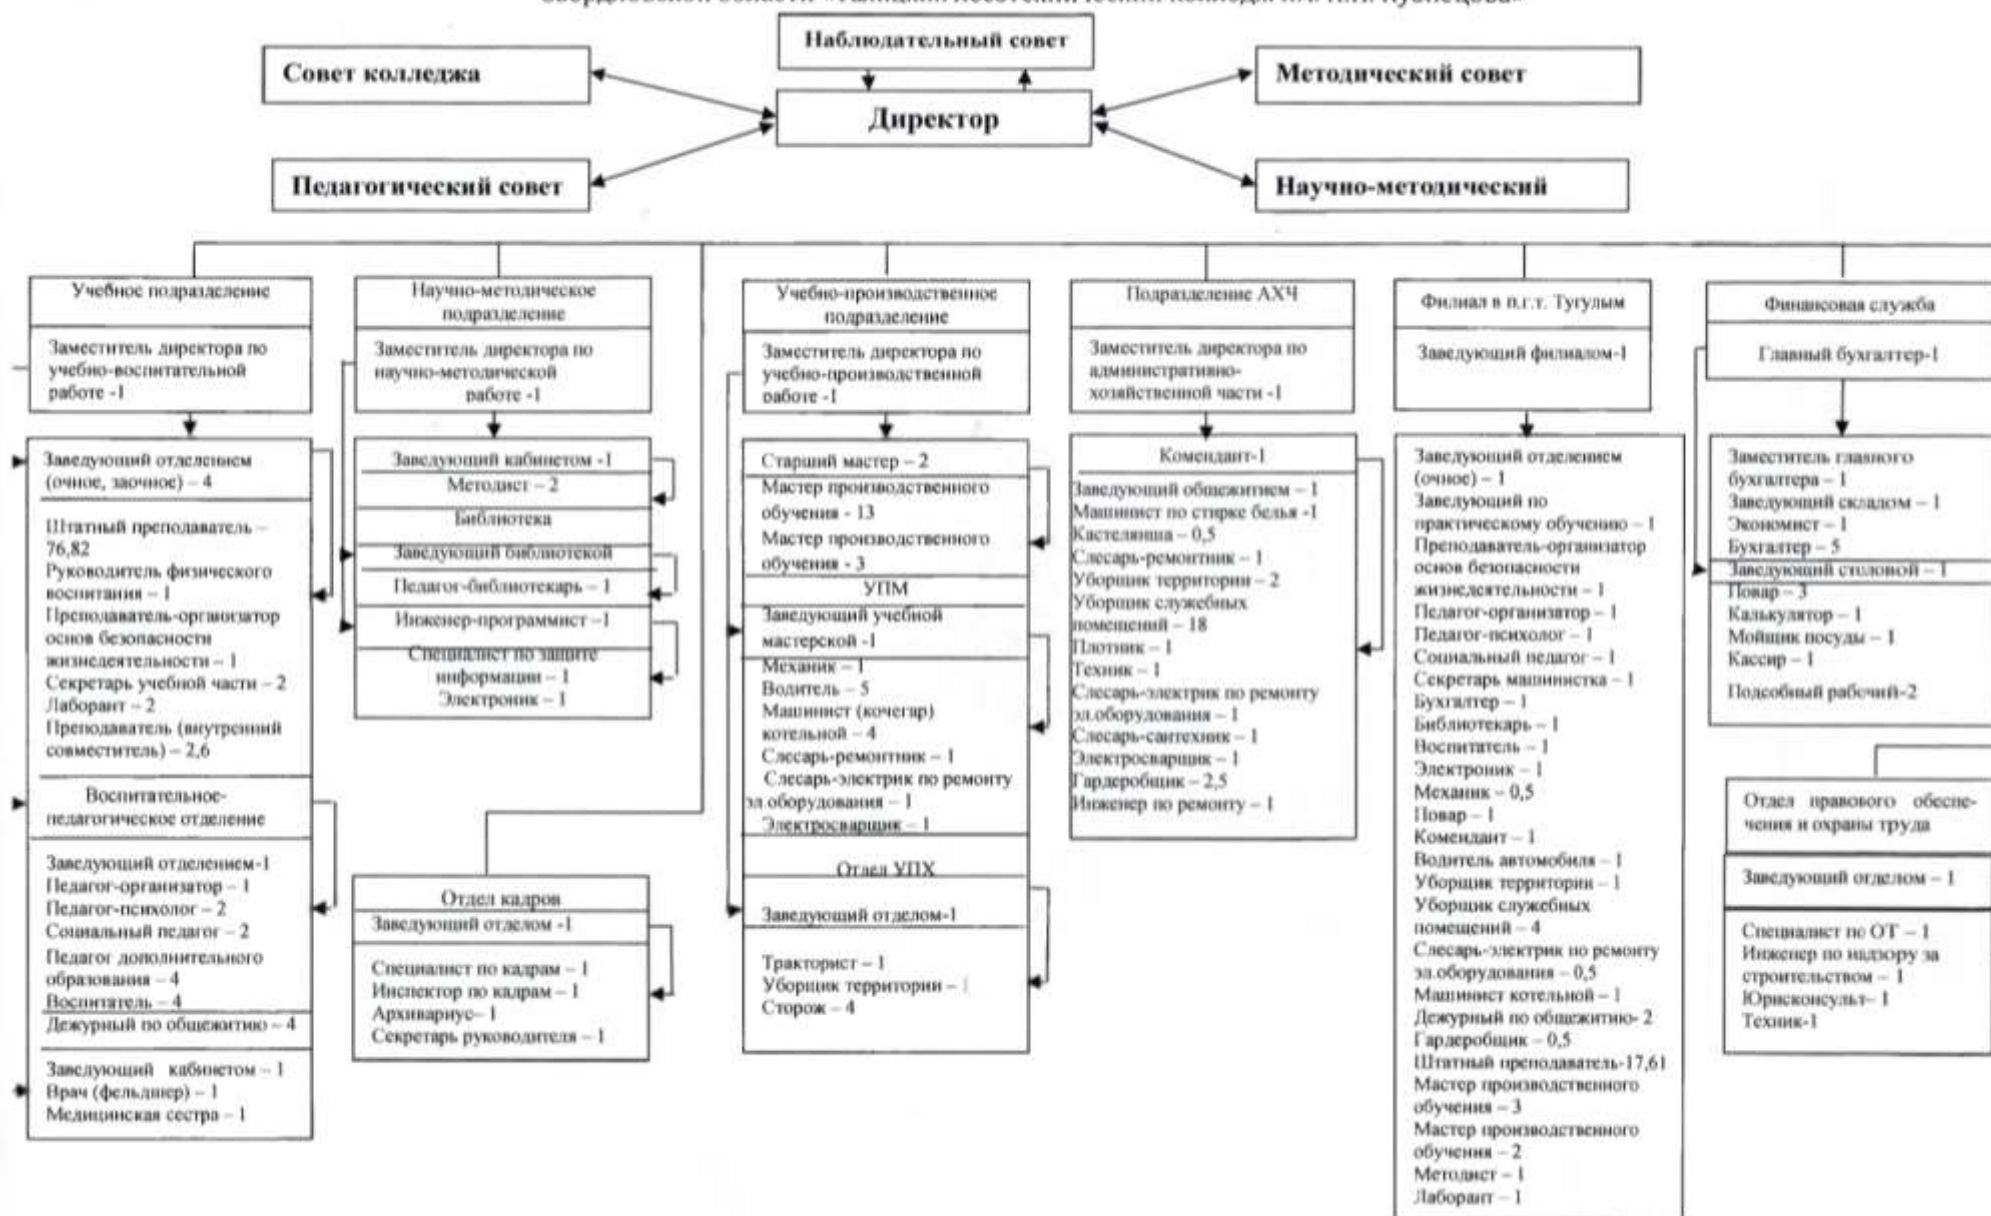 Наблюдательный совет
Совет колледжа
Методический совет
Директор
Педагогический совет
Научно-методический
Учебное подразделение
Заместитель директора по
учебно-воспитательной
работе -1
Заведующий отделением
(очное, заочное) – 4
Штатный преподаватель –
76,82
Руководитель физического
воспитания – 1
Преподаватель-организатор
основ безопасности
жизнедеятельности – 1
Секретарь учебной части – 2
Лаборант – 2
Преподаватель (внутренний
совместитель) – 2,6
Воспитательное-
педагогическое отделение
Заведующий отделением-1
Педагог-организатор – 1
Педагог-психолог – 2
Социальный педагог – 2
Педагог дополнительного
образования – 4
Воспитатель – 4
Дежурный по общежитию – 4
Заведующий кабинетом – 1
Врач (фельдшер) – 1
Медицинская сестра – 1
Научно-методическое
подразделение
Заместитель директора по
научно-методической
работе -1
Заведующий кабинетом -1
Методист – 2
Библиотека
Заведующий библиотекой
Педагог-библиотекарь – 1
Инженер-программист –1
Специалист по защите
информации – 1
Электроник – 1
Отдел кадров
Заведующий отделом -1
Специалист по кадрам – 1
Инспектор по кадрам – 1
Архивариус– 1
Секретарь руководителя – 1
Учебно-производственное
подразделение
Заместитель директора по
учебно-производственной
работе -1
Старший мастер – 2
Мастер производственного
обучения - 13
Мастер производственного
обучения - 3
УПМ
Заведующий учебной
мастерской -1
Механик – 1
Водитель – 5
Машинист (кочегар)
котельной – 4
Слесарь-ремонтник – 1
Слесарь-электрик по ремонту
эл.оборудования – 1
Электросварщик – 1
Отдел УПХ
Заведующий отделом-1
Тракторист – 1
Уборщик территории – 1
Сторож – 4
Подразделение АХЧ
Заместитель директора по
административно-
хозяйственной части -1
Комендант-1
Заведующий общежитием – 1
Машинист по стирке белья -1
Кастелянша – 0,5
Слесарь-ремонтник – 1
Уборщик территории – 2
Уборщик служебных
помещений – 18
Плотник – 1
Техник – 1
Слесарь-электрик по ремонту
эл.оборудования – 1
Слесарь-сантехник – 1
Электросварщик – 1
Гардеробщик – 2,5
Инженер по ремонту – 1
Филиал в п.г.т. Тугулым
Заведующий филиалом-1
Заведующий отделением
(очное) – 1
Заведующий по
практическому обучению – 1
Преподаватель-организатор
основ безопасности
жизнедеятельности – 1
Педагог-организатор – 1
Педагог-психолог – 1
Социальный педагог – 1
Секретарь машинистка – 1
Бухгалтер – 1
Библиотекарь – 1
Воспитатель – 1
Электроник – 1
Механик – 0,5
Повар – 1
Комендант – 1
Водитель автомобиля – 1
Уборщик территории – 1
Уборщик служебных
помещений – 4
Слесарь-электрик по ремонту
эл.оборудования – 0,5
Машинист котельной – 1
Дежурный по общежитию- 2
Гардеробщик – 0,5
Штатный преподаватель-17,61
Мастер производственного
обучения – 3
Мастер производственного
обучения – 2
Методист – 1
Лаборант – 1
Финансовая служба
Главный бухгалтер-1
Заместитель главного
бухгалтера – 1
Заведующий складом – 1
Экономист – 1
Бухгалтер – 5
Заведующий столовой – 1
Повар – 3
Калькулятор – 1
Мойщик посуды – 1
Кассир – 1
Подсобный рабочий-2
Отдел правового обеспе-
чения и охраны труда
Заведующий отделом – 1
Специалист по ОТ – 1
Инженер по надзору за
строительством – 1
Юрисконсульт– 1
Техник-1